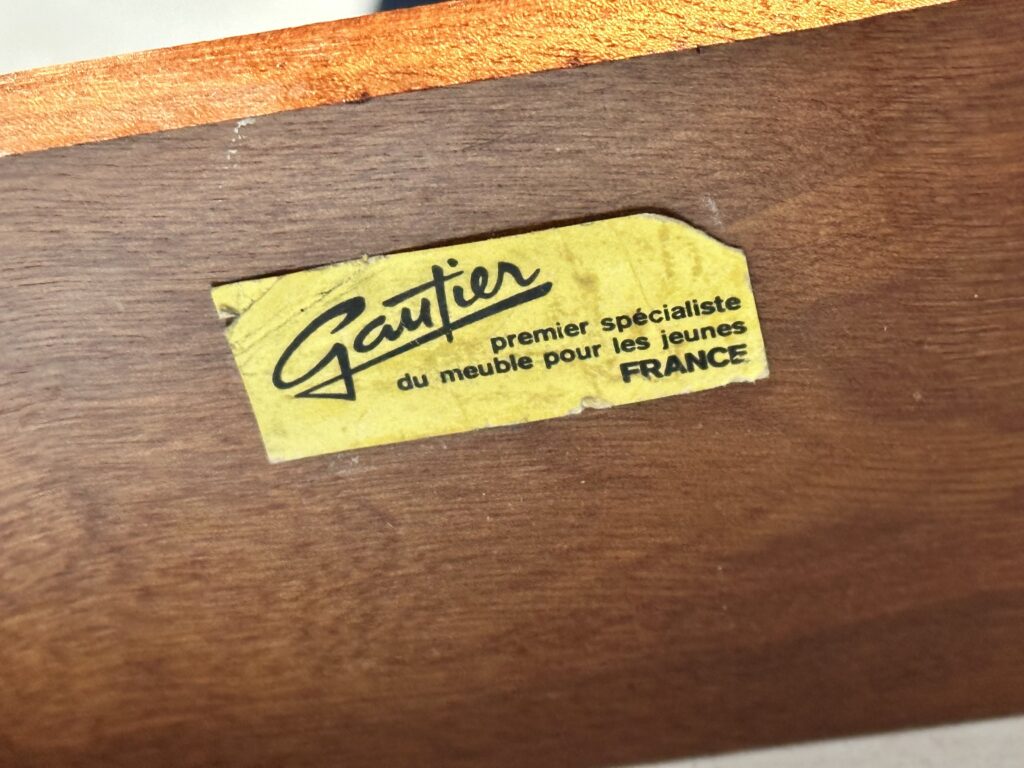 Gautier
premier spécialiste
du meuble pour les jeunes
FRANCE